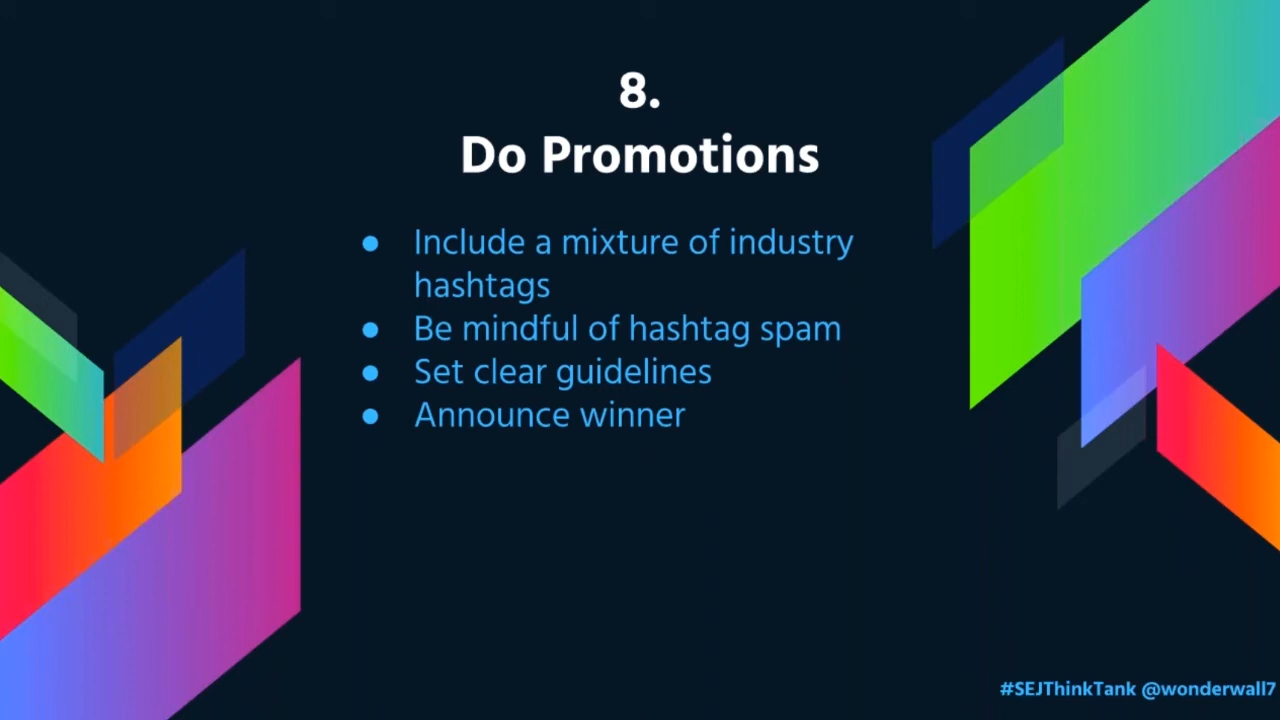 8.
Do Promotions
● Include a mixture of industry
hashtags
● Be mindful of hashtag spam
● Set clear guidelines
● Announce winner
#SEJThinkTank @wonderwall7